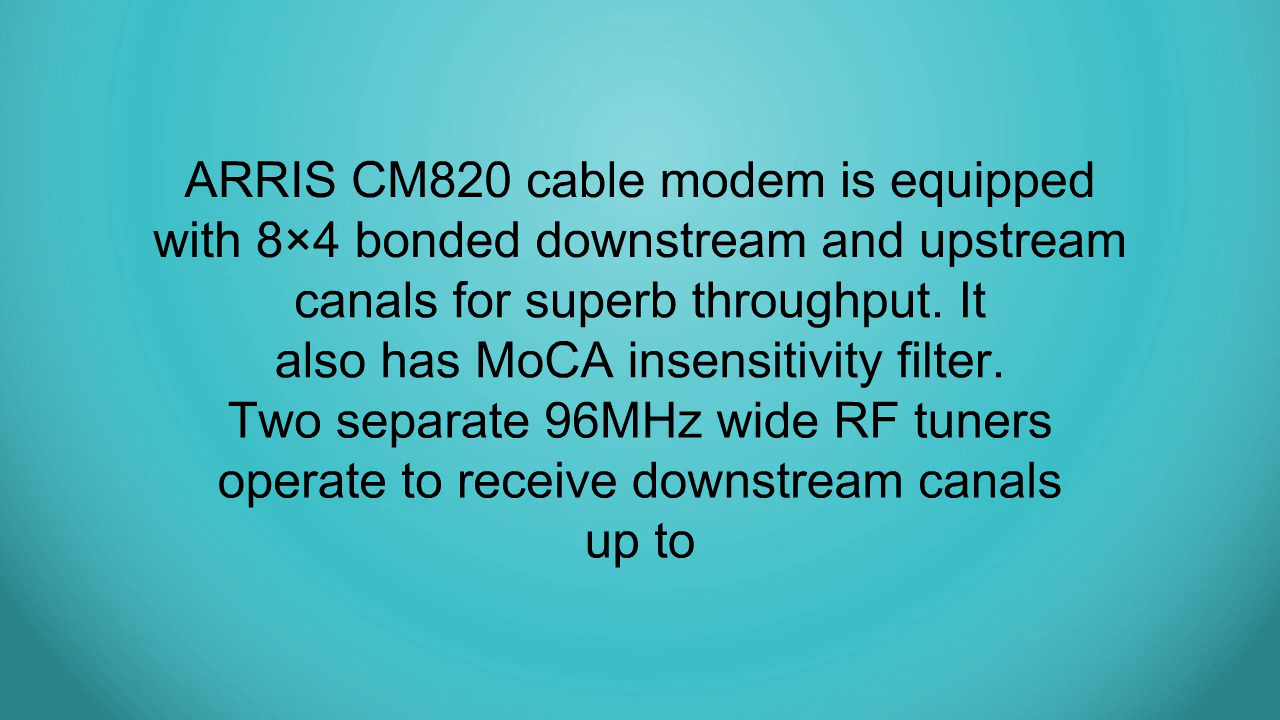 ARRIS CM820 cable modem is equipped
with 8×4 bonded downstream and upstream
canals for superb throughput. It
also has MoCA insensitivity filter.
Two separate 96MHz wide RF tuners
operate to receive downstream canals
up to